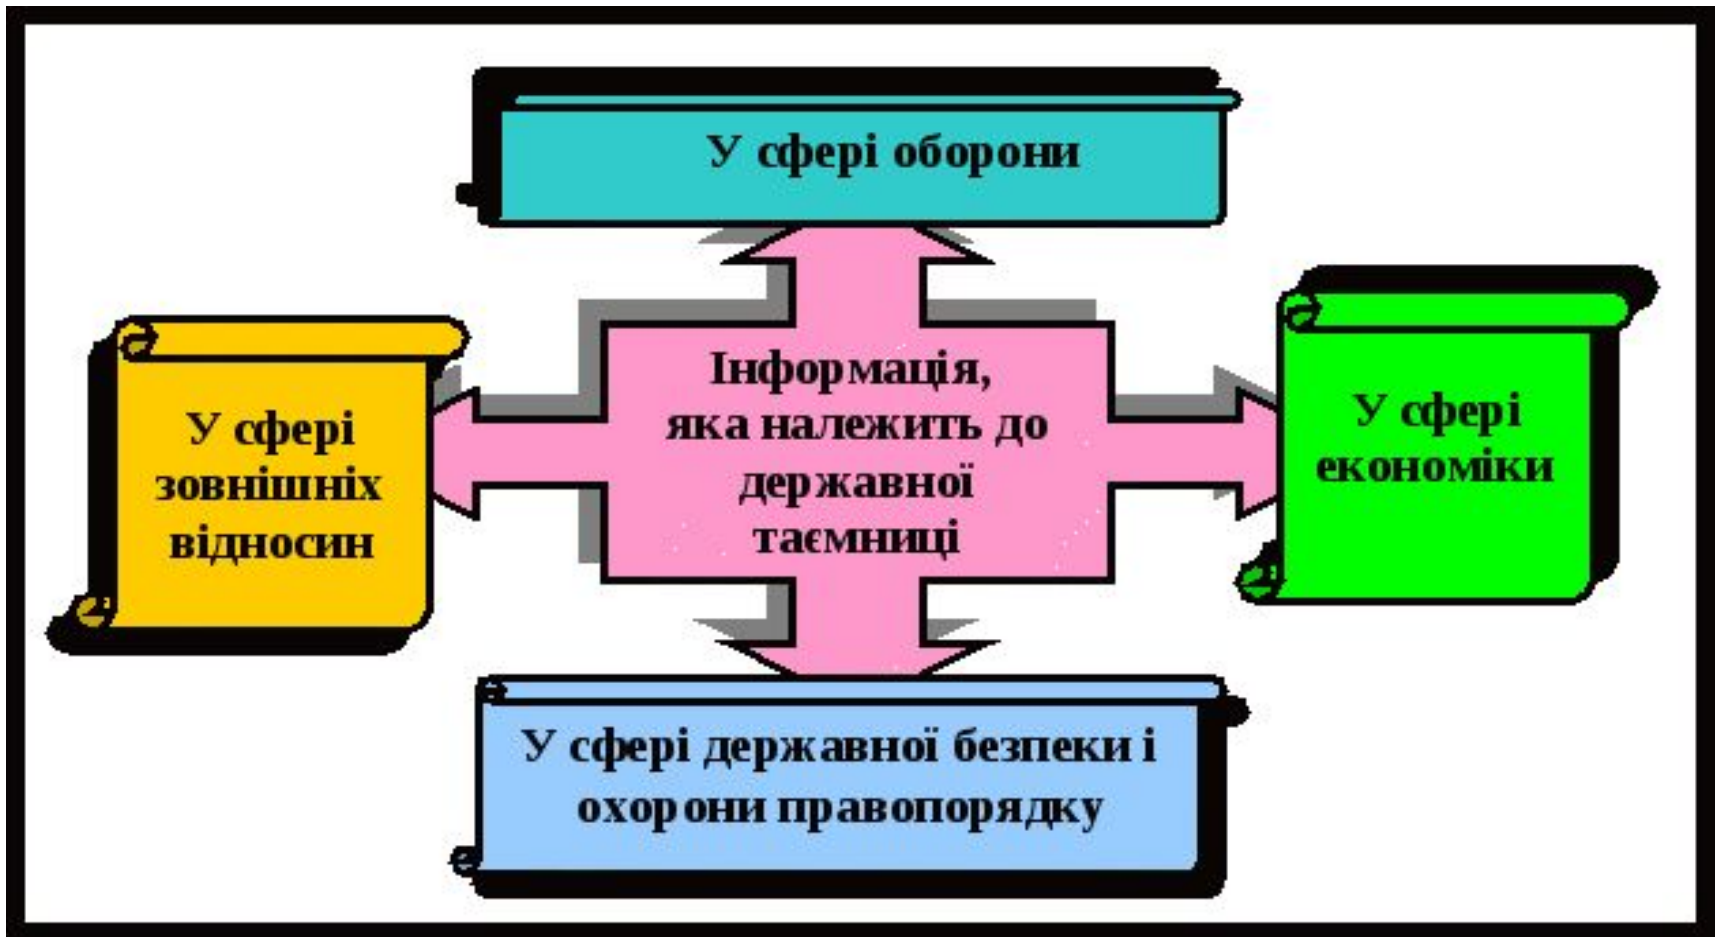 У сфері оборони
У сфері
зовнішніх
відносин
Інформація,
яка належить до
державної
таємниці
У сфері
економіки
У сфері державної безпеки і
охорони правопорядку